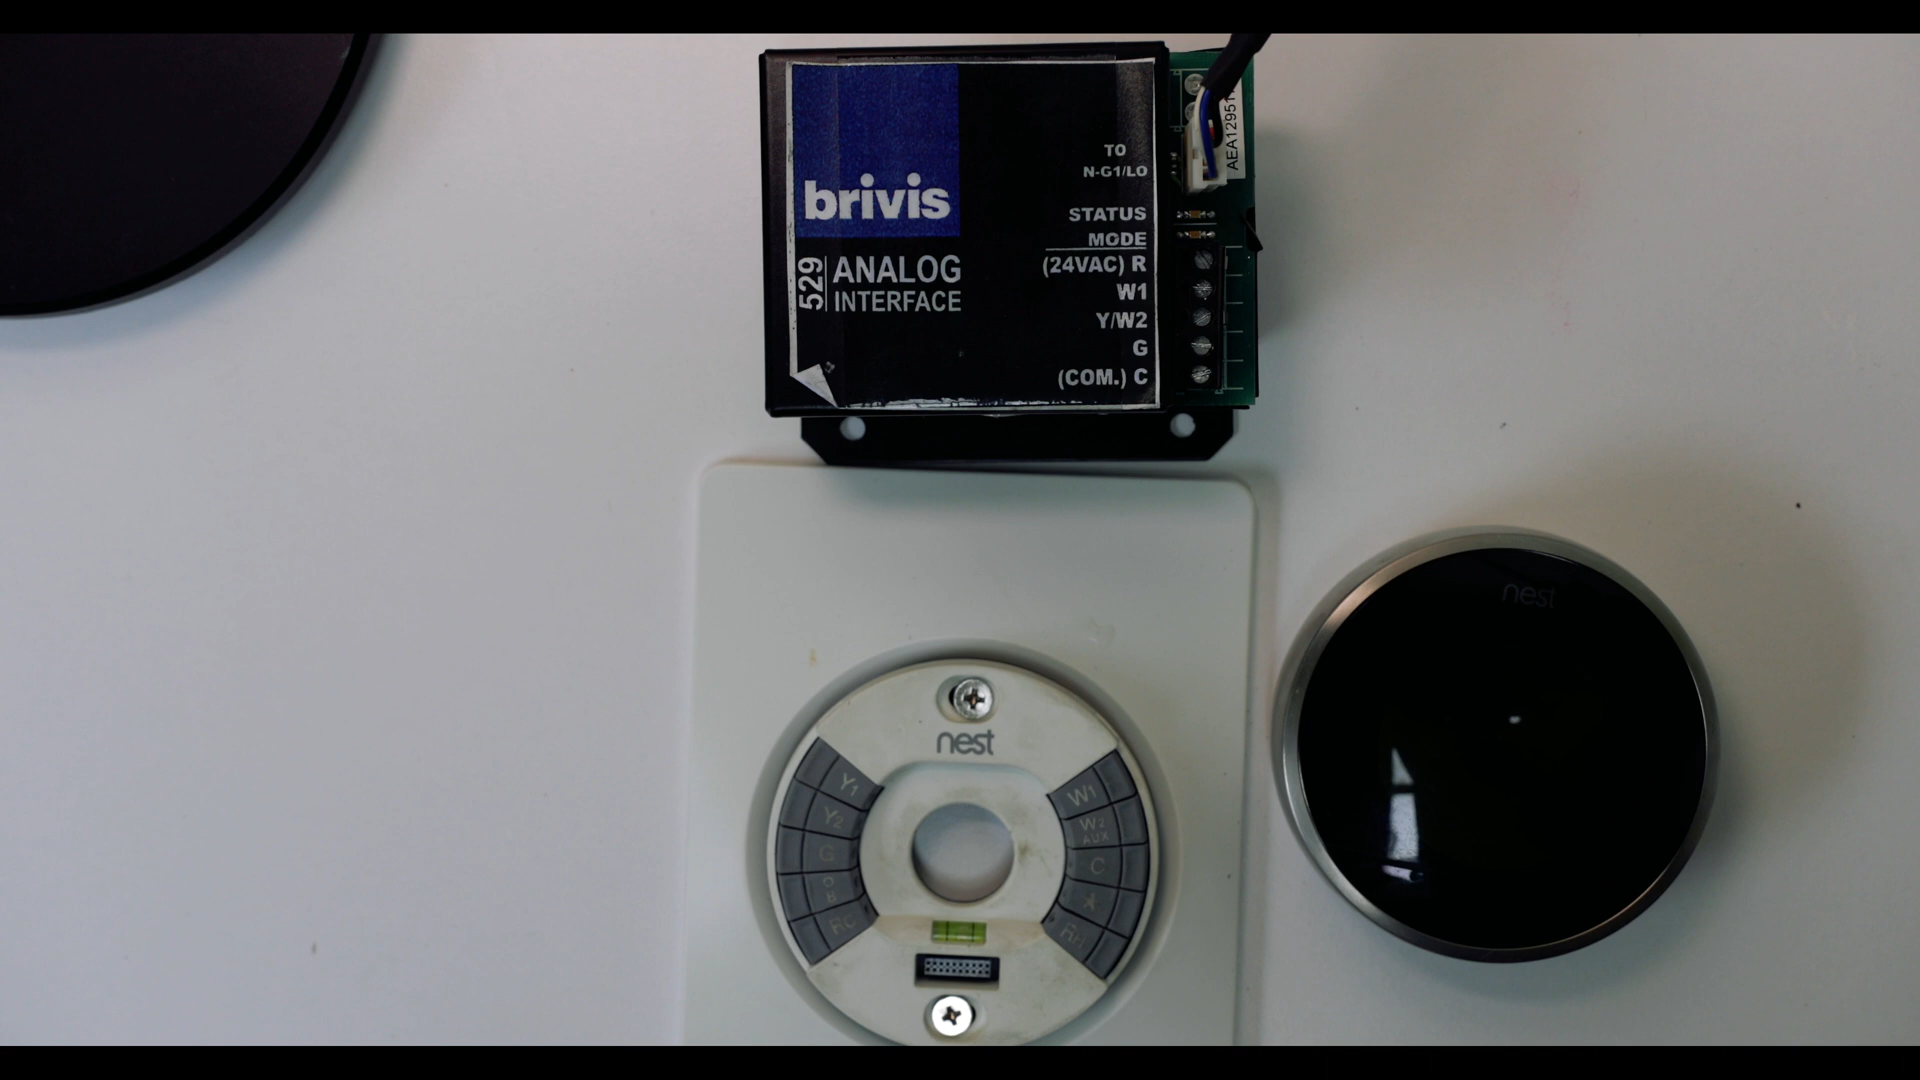 brivis
529
ANALOG
INTERFACE
TO
N-G1/LO
STATUS
MODE
(24VAC) R
W1
Y/W2
G
(COM.) C
nest
Y1
Y2
G
O
B
Rc
W1
W2
AUX
C
Rh
nest